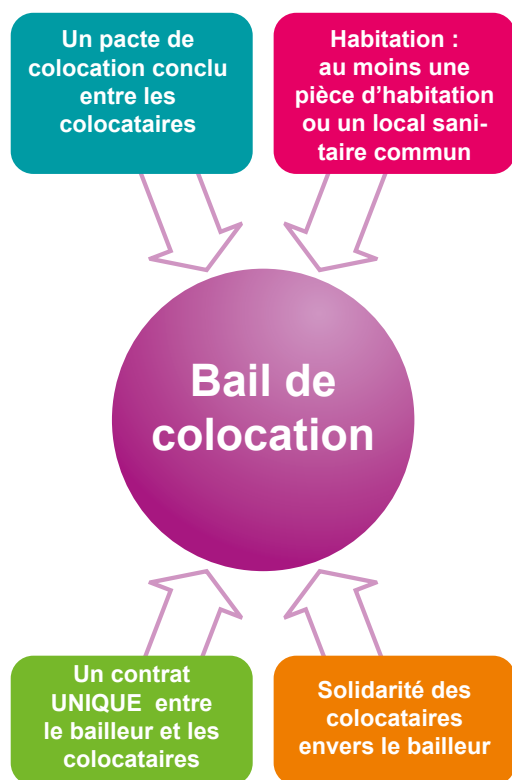 Un pacte de
colocation conclu
entre les
colocataires
Habitation :
au moins une
pièce d’habitation
ou un local sani-
taire commun
Bail de
colocation
Un contrat
UNIQUE entre
le bailleur et les
colocataires
Solidarité des
colocataires
envers le bailleur